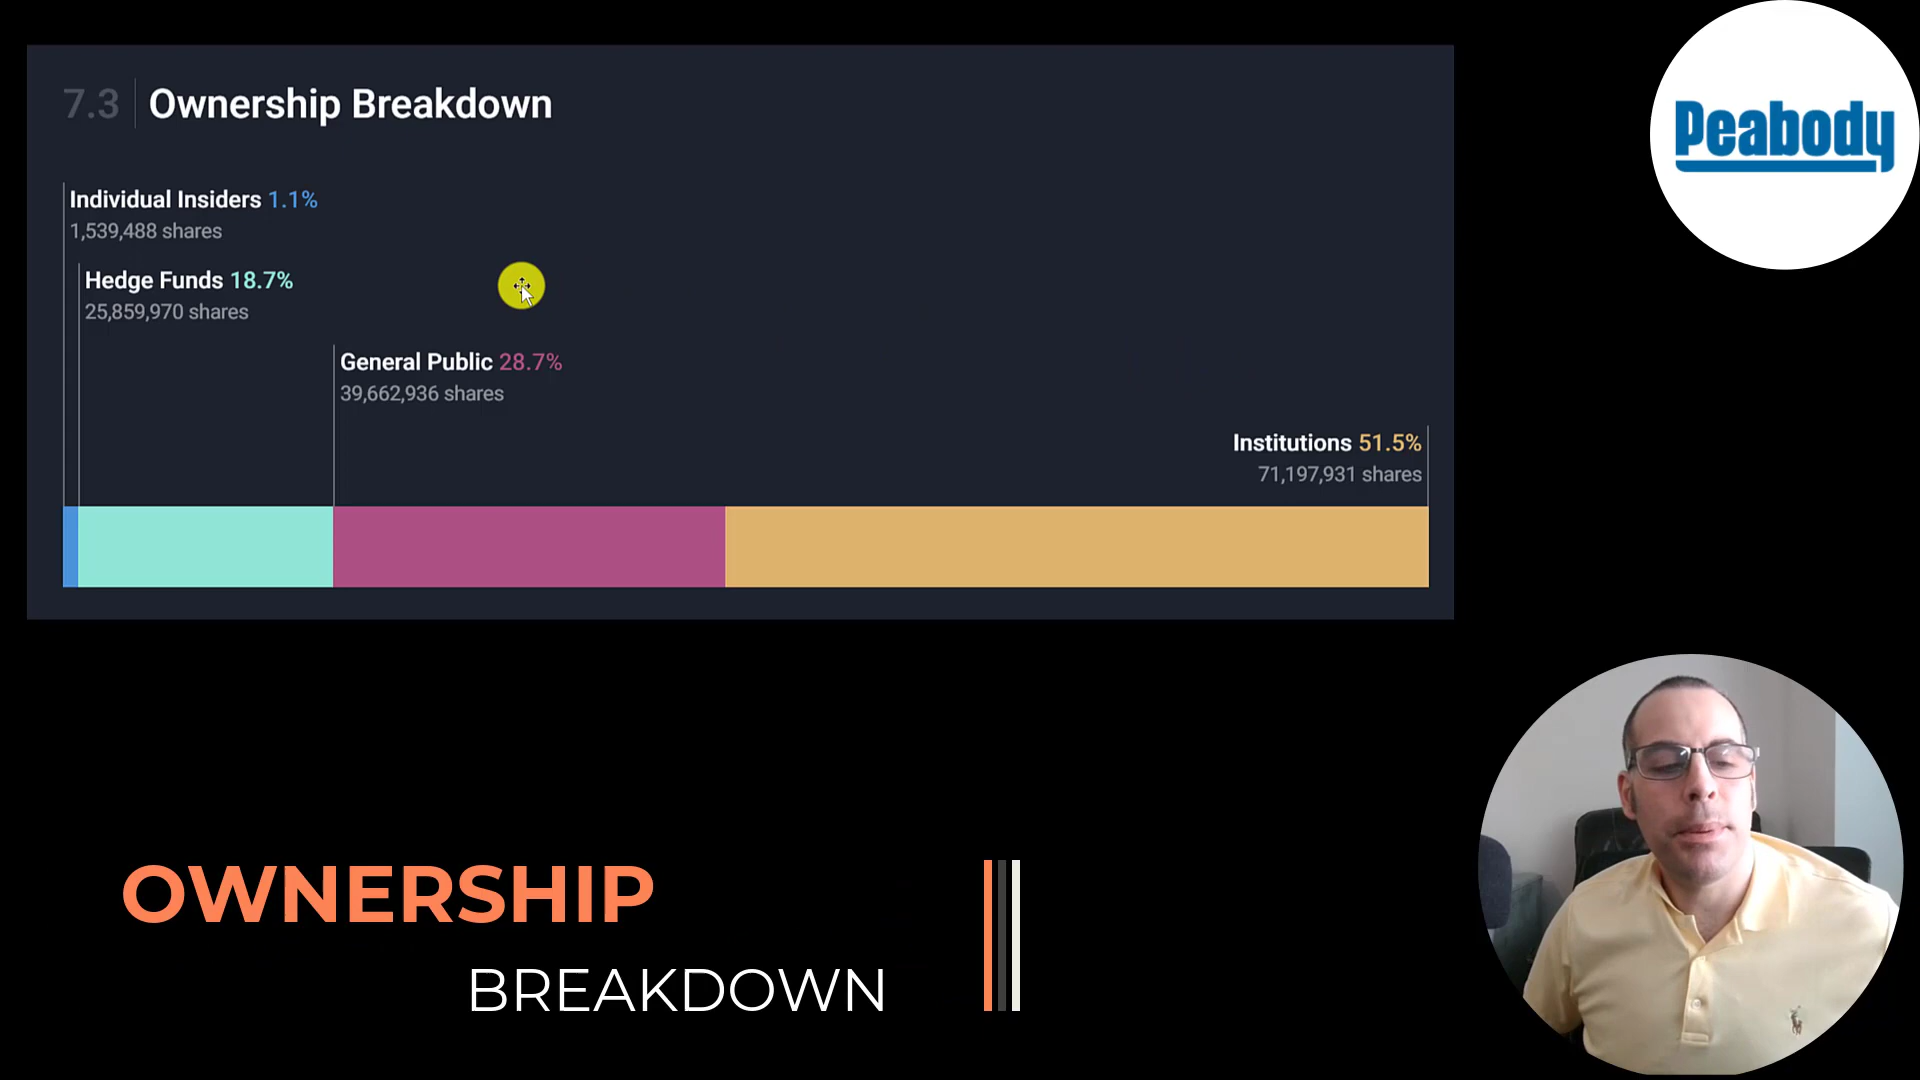 7.3 Ownership Breakdown
Peabody
Individual Insiders 1.1%
1,539,488 shares
Hedge Funds 18.7%
25,859,970 shares
General Public 28.7%
39,662,936 shares
Institutions 51.5%
71,197,931 shares
OWNERSHIP
BREAKDOWN